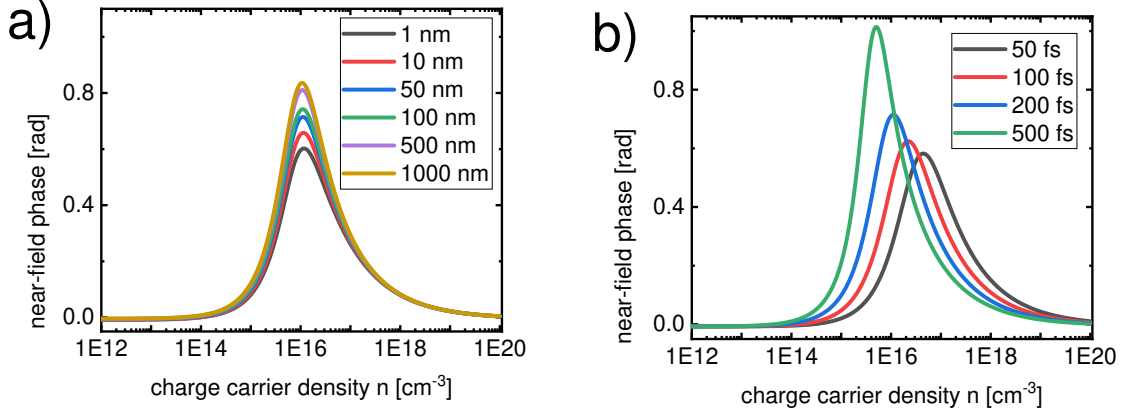 a)
near-field phase [rad]
0.8
0.4
0.0
1 nm
10 nm
50 nm
100 nm
500 nm
1000 nm
1E12 1E14 1E16 1E18 1E20
charge carrier density n [cm⁻³]
b)
near-field phase [rad]
0.8
0.4
0.0
50 fs
100 fs
200 fs
500 fs
1E12 1E14 1E16 1E18 1E20
charge carrier density n [cm⁻³]